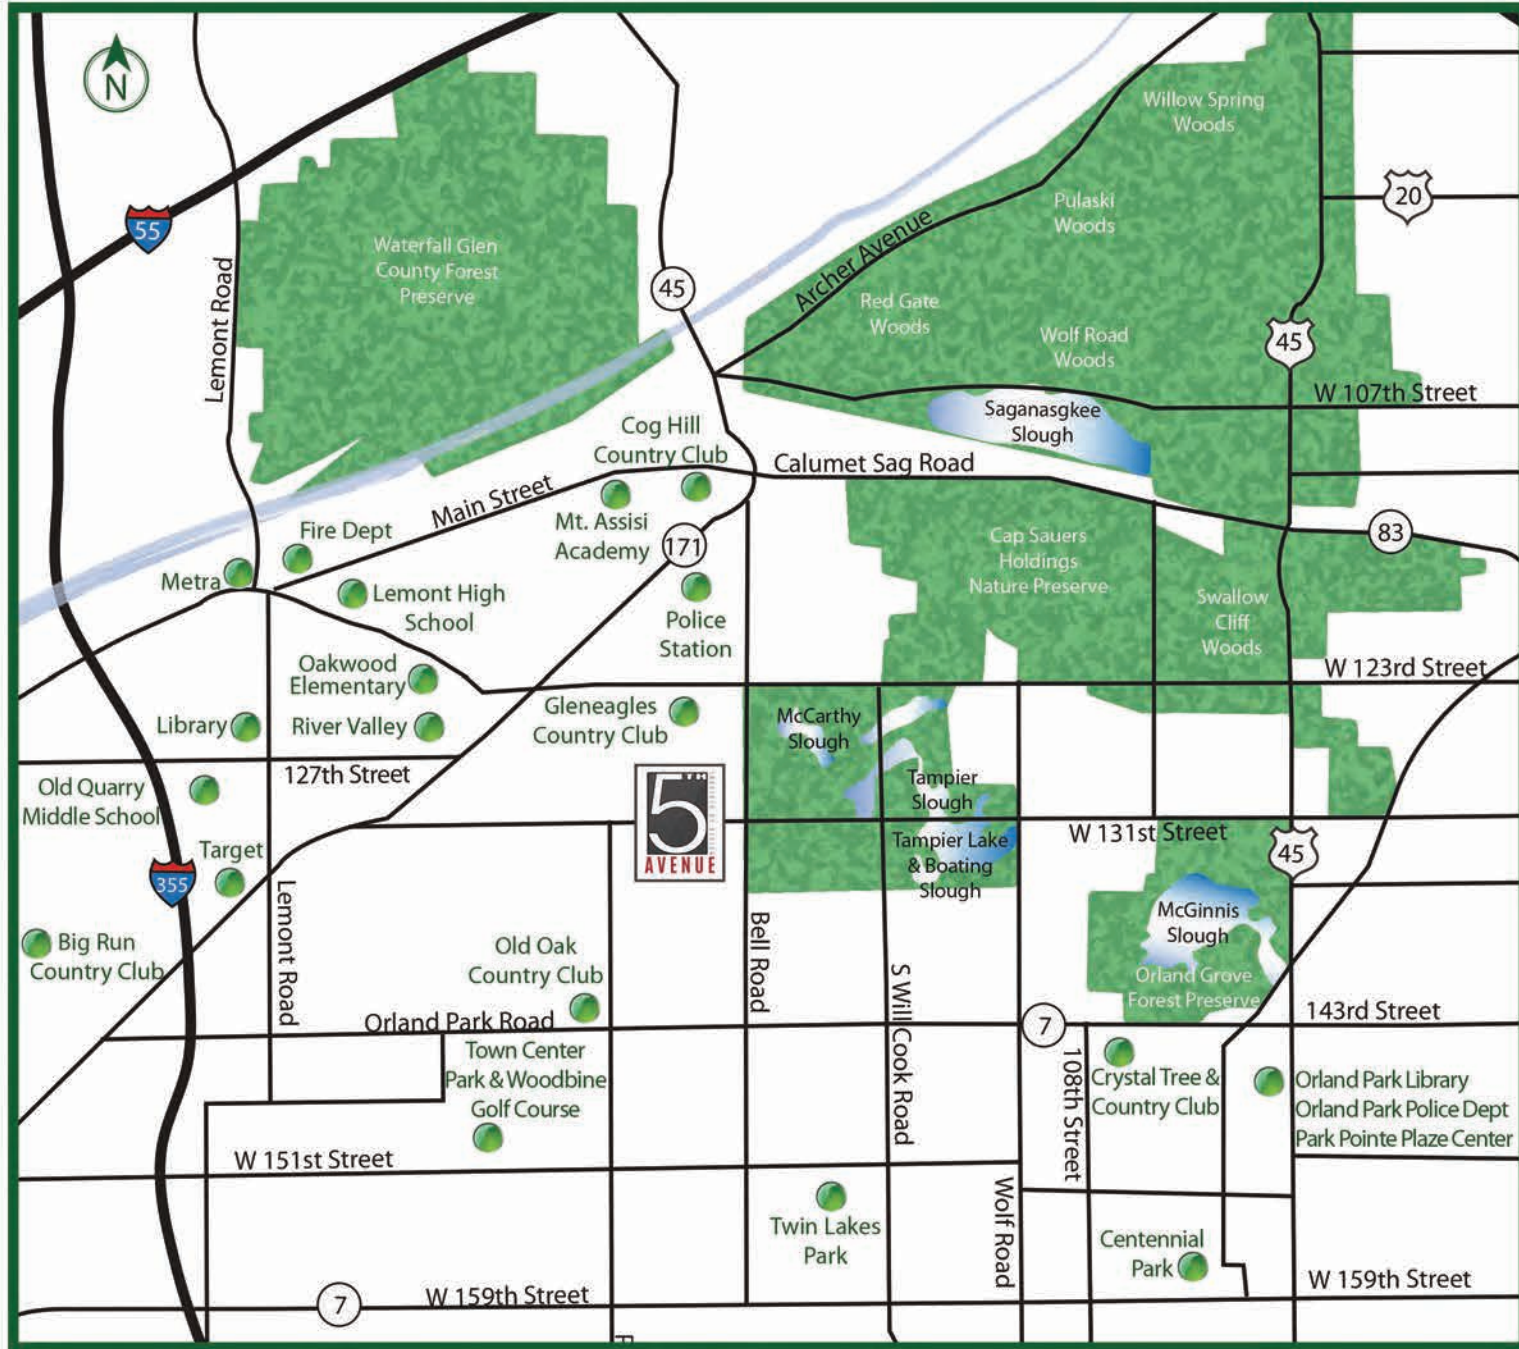 N
55
Lemont Road
Waterfall Glen
County Forest
Preserve
45
Archer Avenue
Willow Spring
Woods
Pulaski
Woods
Red Gate
Woods
Wolf Road
Woods
20
45
W 107th Street
Saganasgkee
Slough
Cog Hill
Country Club
Calumet Sag Road
Main Street
Mt. Assisi
Academy
171
83
Cap Sauers
Holdings
Nature Preserve
Swallow
Cliff
Woods
Fire Dept
Metra
Lemont High
School
Police
Station
W 123rd Street
Oakwood
Elementary
Library
River Valley
Gleneagles
Country Club
McCarthy
Slough
127th Street
Old Quarry
Middle School
5TH
AVENUE
Tampier
Slough
Tampier Lake
& Boating
Slough
W 131st Street
45
Target
355
Lemont Road
Big Run
Country Club
Old Oak
Country Club
Bell Road
S Will Cook Road
McGinnis
Slough
Orland Grove
Forest Preserve
Orland Park Road
7
143rd Street
Town Center
Park & Woodbine
Golf Course
108th Street
Crystal Tree &
Country Club
Orland Park Library
Orland Park Police Dept
Park Pointe Plaze Center
W 151st Street
Twin Lakes
Park
Wolf Road
Centennial
Park
7
W 159th Street
W 159th Street